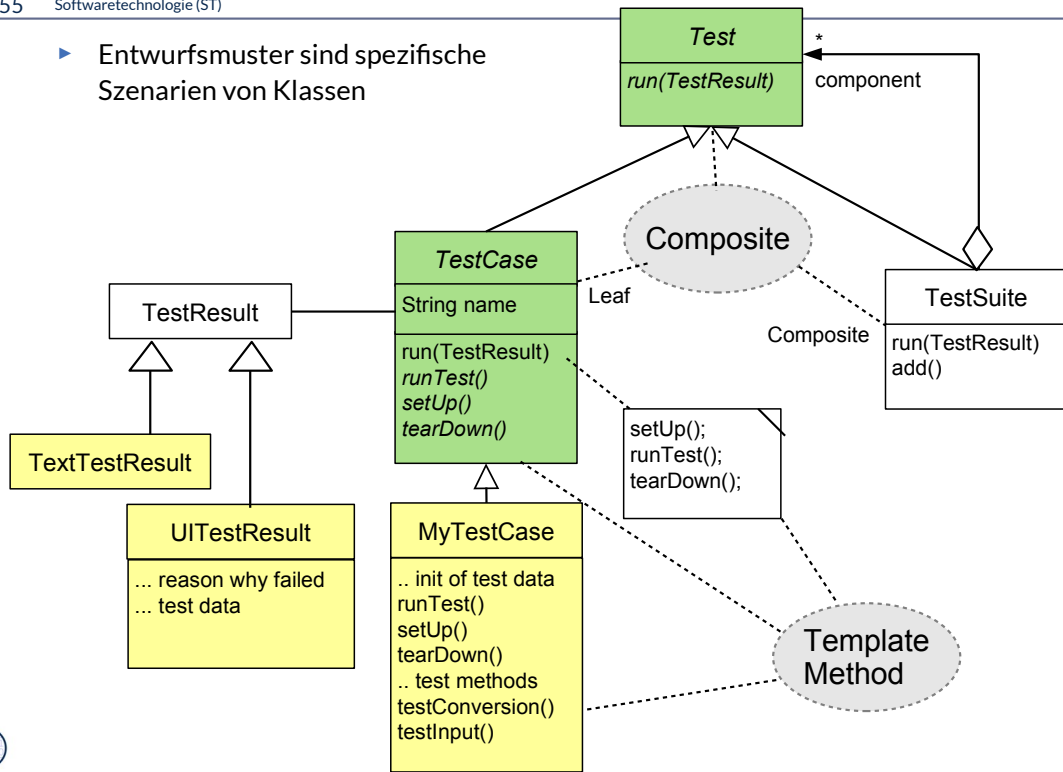 55 Softwaretechnologie (ST)
► Entwurfsmuster sind spezifische
Szenarien von Klassen
Test
run(TestResult)
*
component
Composite
TestCase
String name
run(TestResult)
runTest()
setUp()
tearDown()
Leaf
Composite
TestSuite
run(TestResult)
add()
TestResult
TextTestResult
UITestResult
... reason why failed
... test data
setUp();
runTest();
tearDown();
MyTestCase
.. init of test data
runTest()
setUp()
tearDown()
.. test methods
testConversion()
testInput()
Template
Method